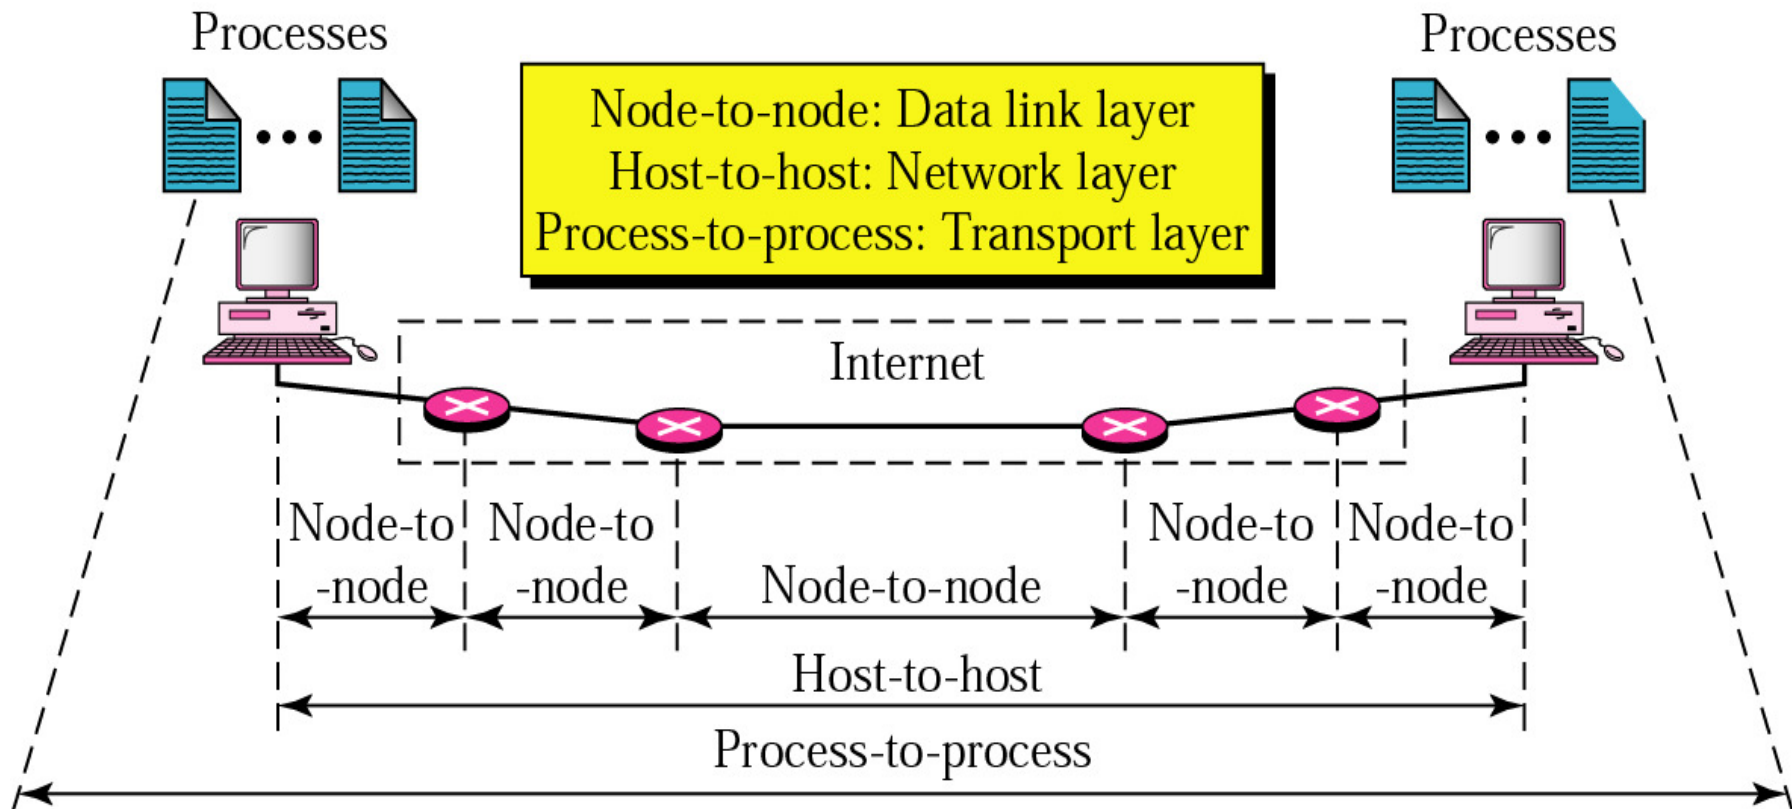 Processes
Processes
Node-to-node: Data link layer
Host-to-host: Network layer
Process-to-process: Transport layer
Internet
Node-to
-node
Node-to
-node
Node-to-node
Node-to
-node
Node-to
-node
Host-to-host
Process-to-process